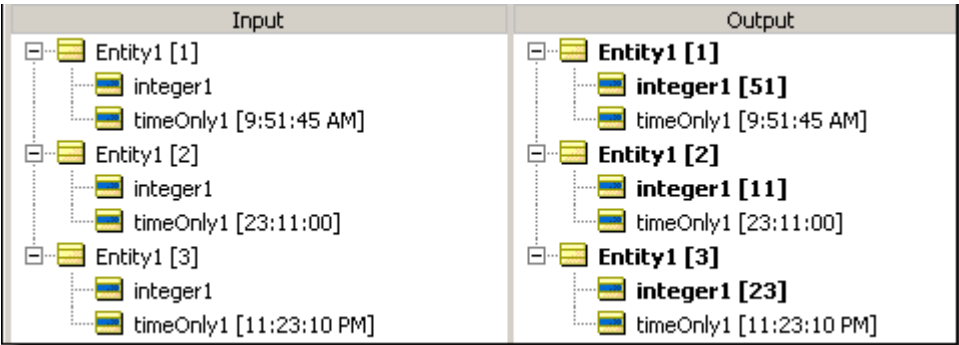 Input
Entity1 [1]
integer1
timeOnly1 [9:51:45 AM]
Entity1 [2]
integer1
timeOnly1 [23:11:00]
Entity1 [3]
integer1
timeOnly1 [11:23:10 PM]
Output
Entity1 [1]
integer1 [51]
timeOnly1 [9:51:45 AM]
Entity1 [2]
integer1 [11]
timeOnly1 [23:11:00]
Entity1 [3]
integer1 [23]
timeOnly1 [11:23:10 PM]